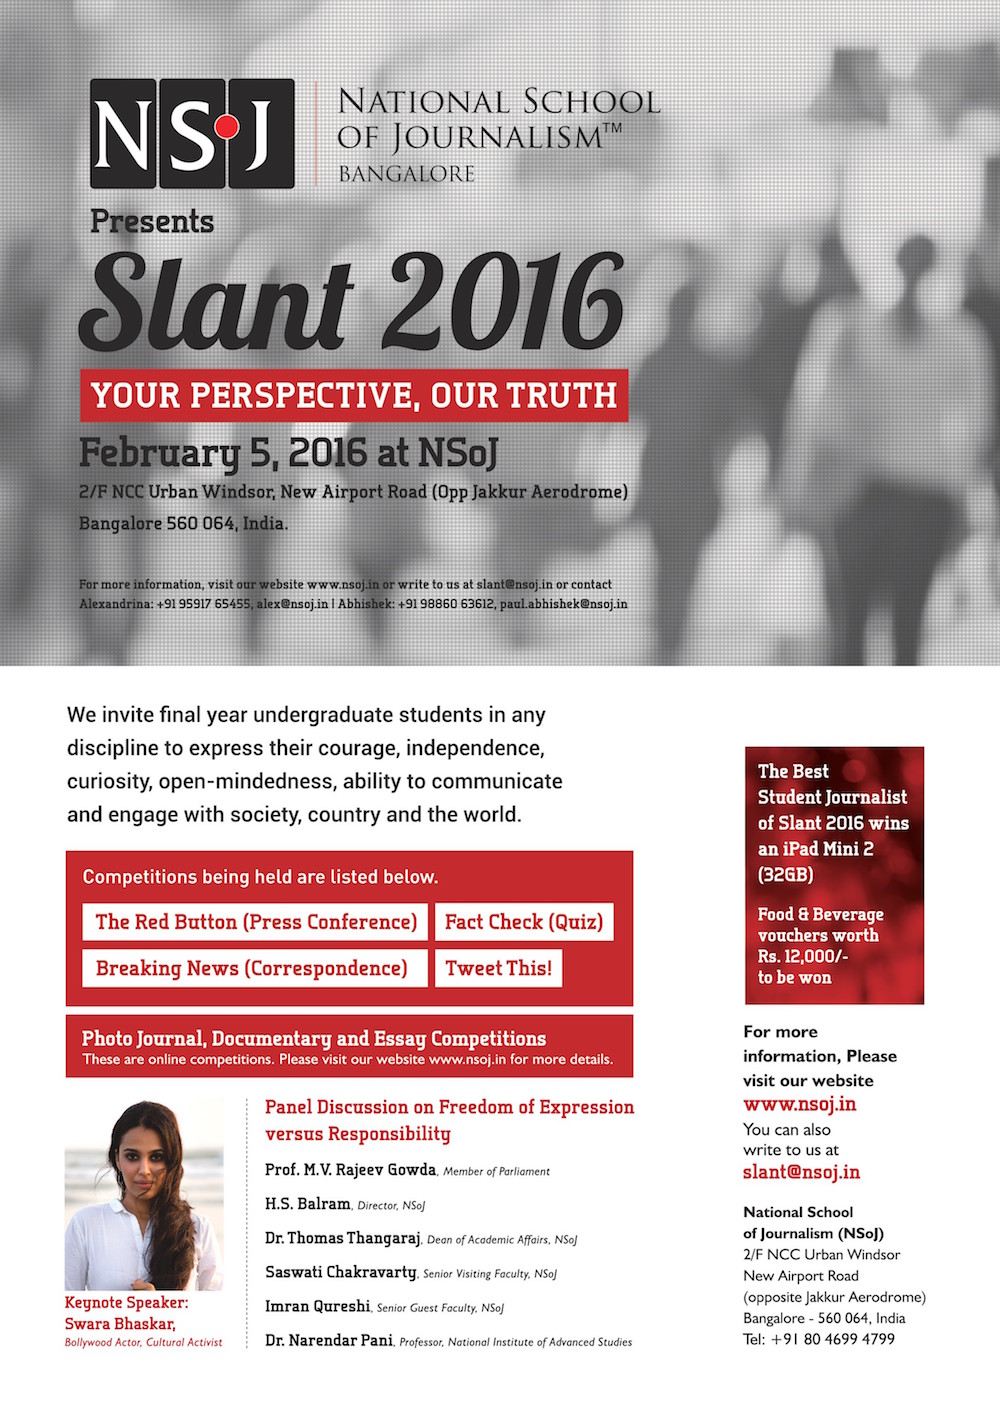 NSJ
NATIONAL SCHOOL
OF JOURNALISM™
BANGALORE
Presents
Slant 2016
YOUR PERSPECTIVE, OUR TRUTH
February 5, 2016 at NSoJ
2/F NCC Urban Windsor, New Airport Road (Opp Jakkur Aerodrome)
Bangalore 560 064, India.
For more information, visit our website www.nsoj.in or write to us at slant@nsoj.in or contact
Alexandrina: +91 95917 65455, alex@nsoj.in | Abhishek: +91 98860 63612, paul.abhishek@nsoj.in
We invite final year undergraduate students in any
discipline to express their courage, independence,
curiosity, open-mindedness, ability to communicate
and engage with society, country and the world.
Competitions being held are listed below.
The Red Button (Press Conference)
Fact Check (Quiz)
Breaking News (Correspondence)
Tweet This!
Photo Journal, Documentary and Essay Competitions
These are online competitions. Please visit our website www.nsoj.in for more details.
Keynote Speaker:
Swara Bhaskar,
Bollywood Actor, Cultural Activist
Panel Discussion on Freedom of Expression
versus Responsibility
Prof. M.V. Rajeev Gowda, Member of Parliament
H.S. Balram, Director, NSoJ
Dr. Thomas Thangaraj, Dean of Academic Affairs, NSoJ
Saswati Chakravarty, Senior Visiting Faculty, NSoJ
Imran Qureshi, Senior Guest Faculty, NSoJ
Dr. Narendar Pani, Professor, National Institute of Advanced Studies
The Best
Student Journalist
of Slant 2016 wins
an iPad Mini 2
(32GB)
Food & Beverage
vouchers worth
Rs. 12,000/-
to be won
For more
information, Please
visit our website
www.nsoj.in
You can also
write to us at
slant@nsoj.in
National School
of Journalism (NSoJ)
2/F NCC Urban Windsor
New Airport Road
(opposite Jakkur Aerodrome)
Bangalore - 560 064, India
Tel: +91 80 4699 4799